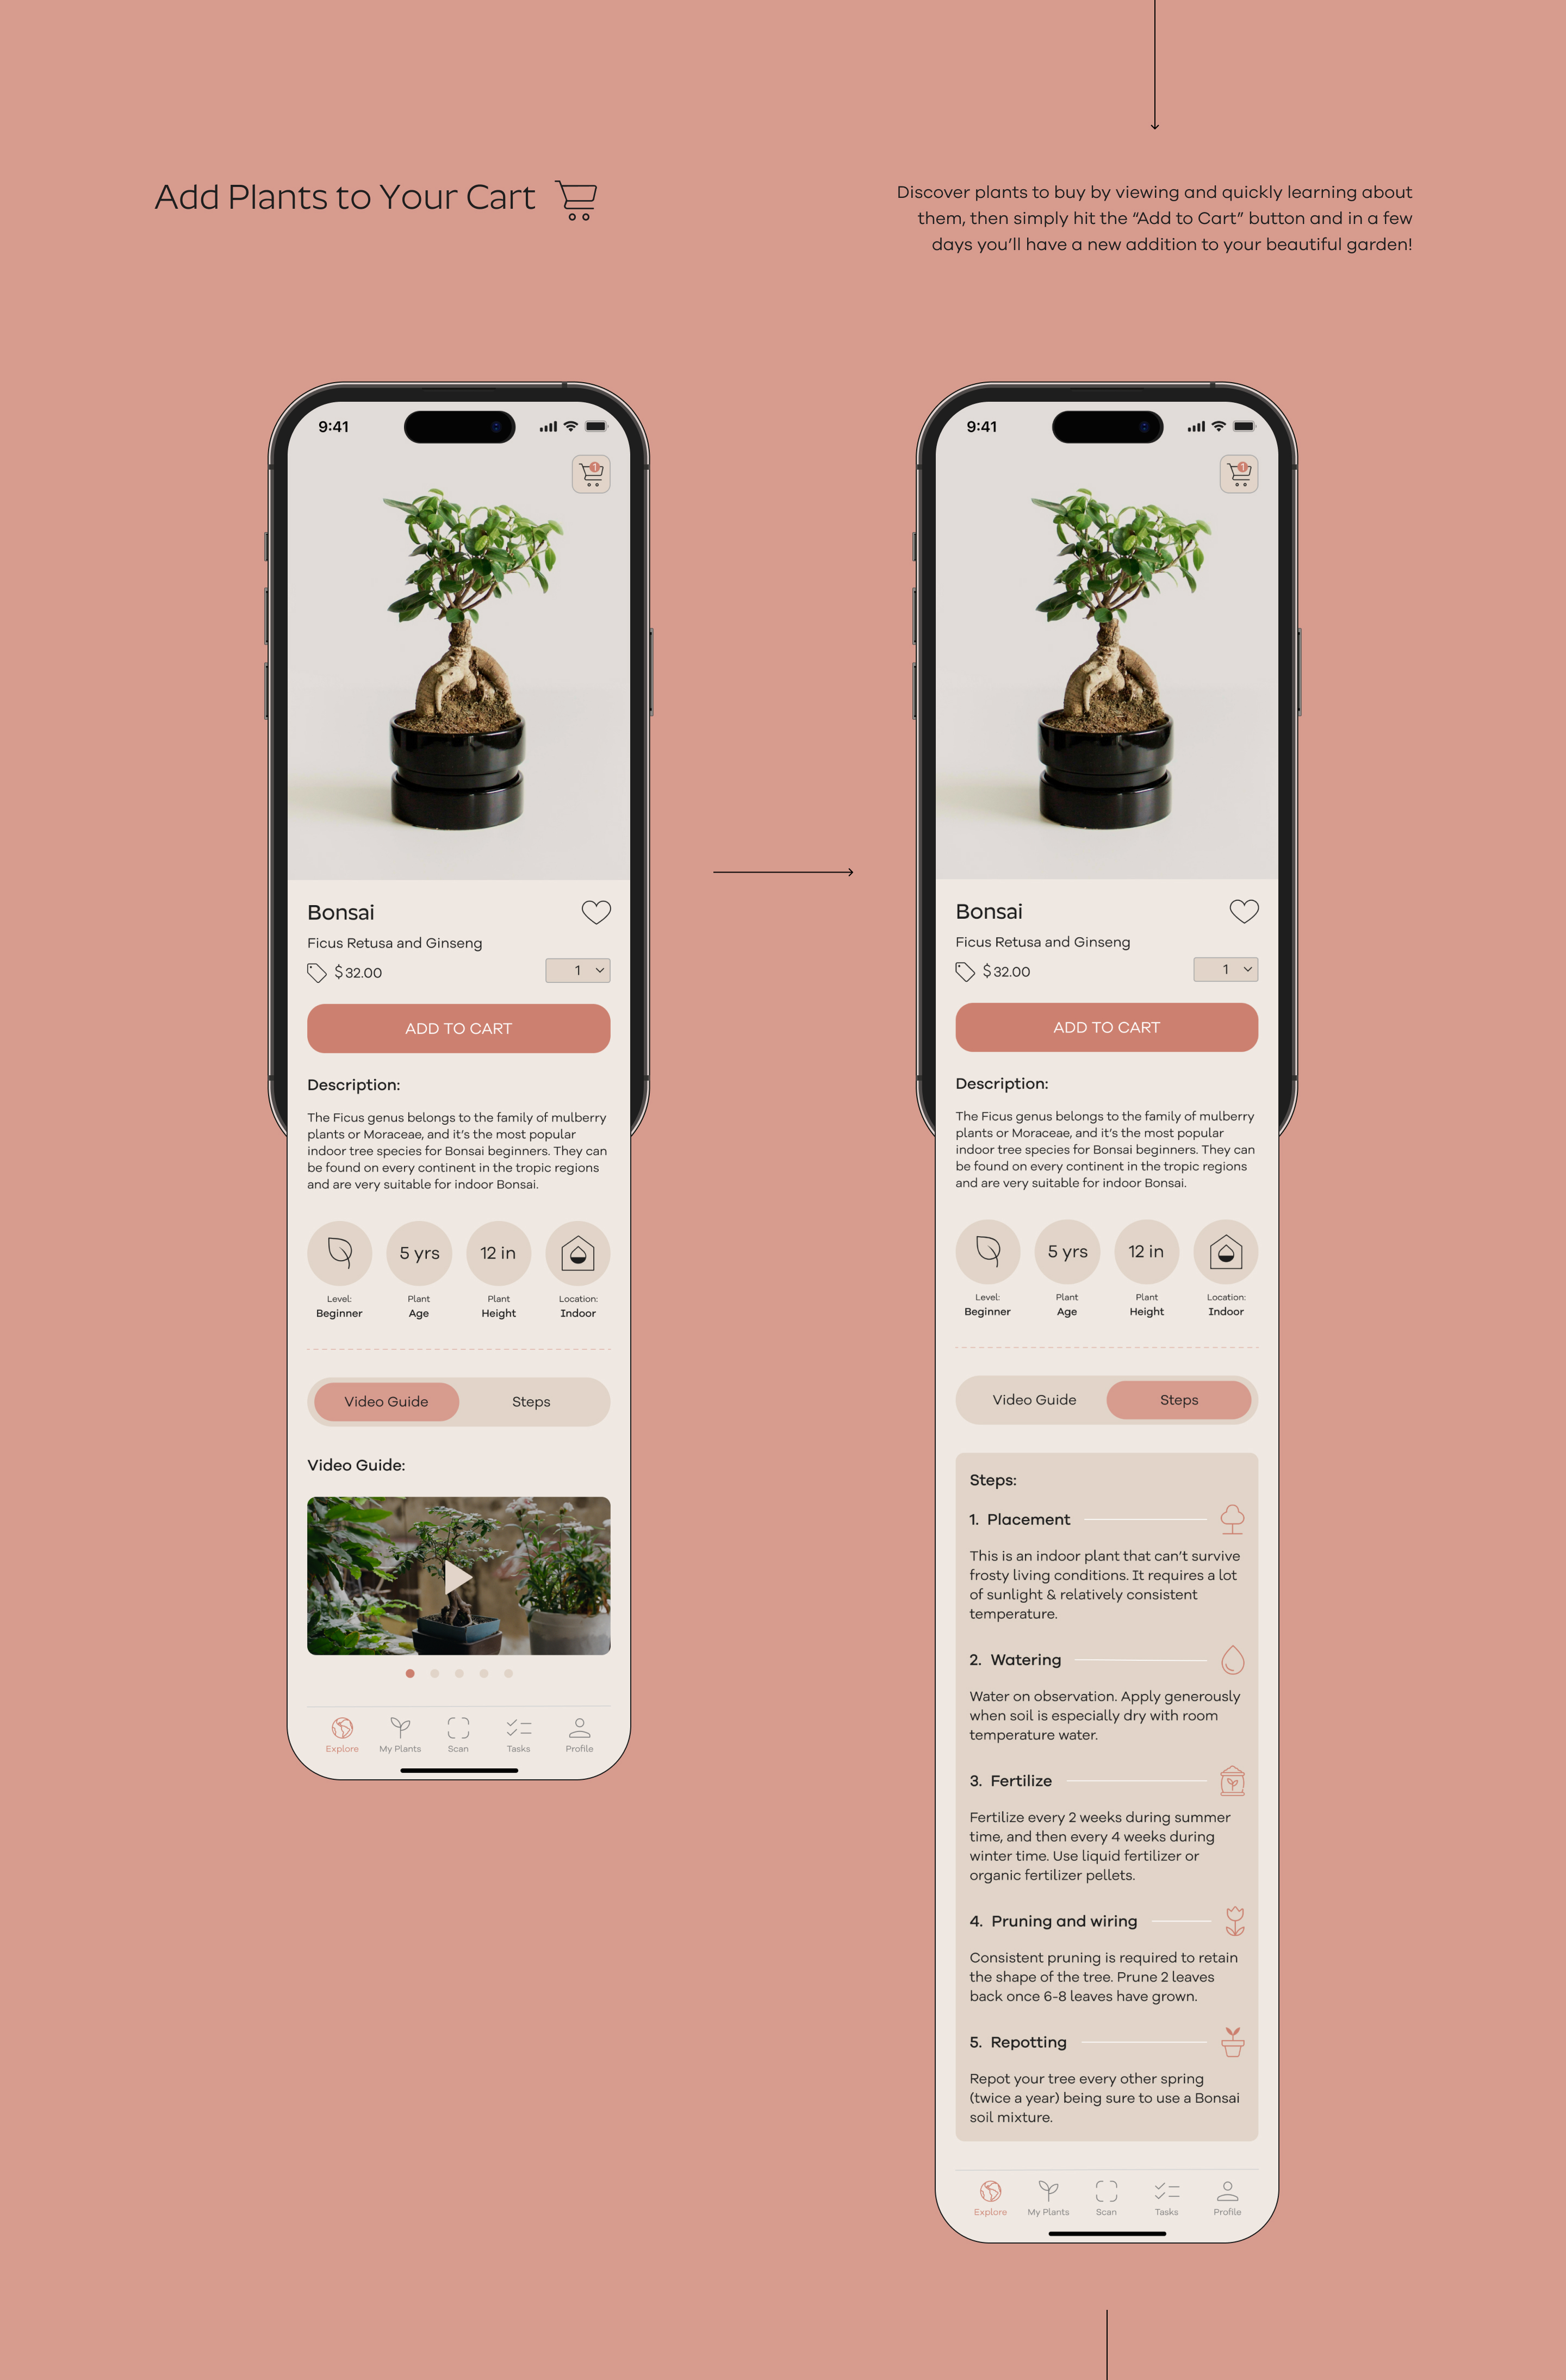 Add Plants to Your Cart
Discover plants to buy by viewing and quickly learning about
them, then simply hit the “Add to Cart” button and in a few
days you’ll have a new addition to your beautiful garden!
9:41
1
Bonsai
Ficus Retusa and Ginseng
$32.00
1
ADD TO CART
Description:
The Ficus genus belongs to the family of mulberry
plants or Moraceae, and it’s the most popular
indoor tree species for Bonsai beginners. They can
be found on every continent in the tropic regions
and are very suitable for indoor Bonsai.
5 yrs
12 in
Level:
Beginner
Plant
Age
Plant
Height
Location:
Indoor
Video Guide
Steps
Video Guide:
Explore
My Plants
Scan
Tasks
Profile
9:41
1
Bonsai
Ficus Retusa and Ginseng
$32.00
1
ADD TO CART
Description:
The Ficus genus belongs to the family of mulberry
plants or Moraceae, and it’s the most popular
indoor tree species for Bonsai beginners. They can
be found on every continent in the tropic regions
and are very suitable for indoor Bonsai.
5 yrs
12 in
Level:
Beginner
Plant
Age
Plant
Height
Location:
Indoor
Video Guide
Steps
Steps:
1. Placement
This is an indoor plant that can’t survive
frosty living conditions. It requires a lot
of sunlight & relatively consistent
temperature.
2. Watering
Water on observation. Apply generously
when soil is especially dry with room
temperature water.
3. Fertilize
Fertilize every 2 weeks during summer
time, and then every 4 weeks during
winter time. Use liquid fertilizer or
organic fertilizer pellets.
4. Pruning and wiring
Consistent pruning is required to retain
the shape of the tree. Prune 2 leaves
back once 6-8 leaves have grown.
5. Repotting
Repot your tree every other spring
(twice a year) being sure to use a Bonsai
soil mixture.
Explore
My Plants
Scan
Tasks
Profile